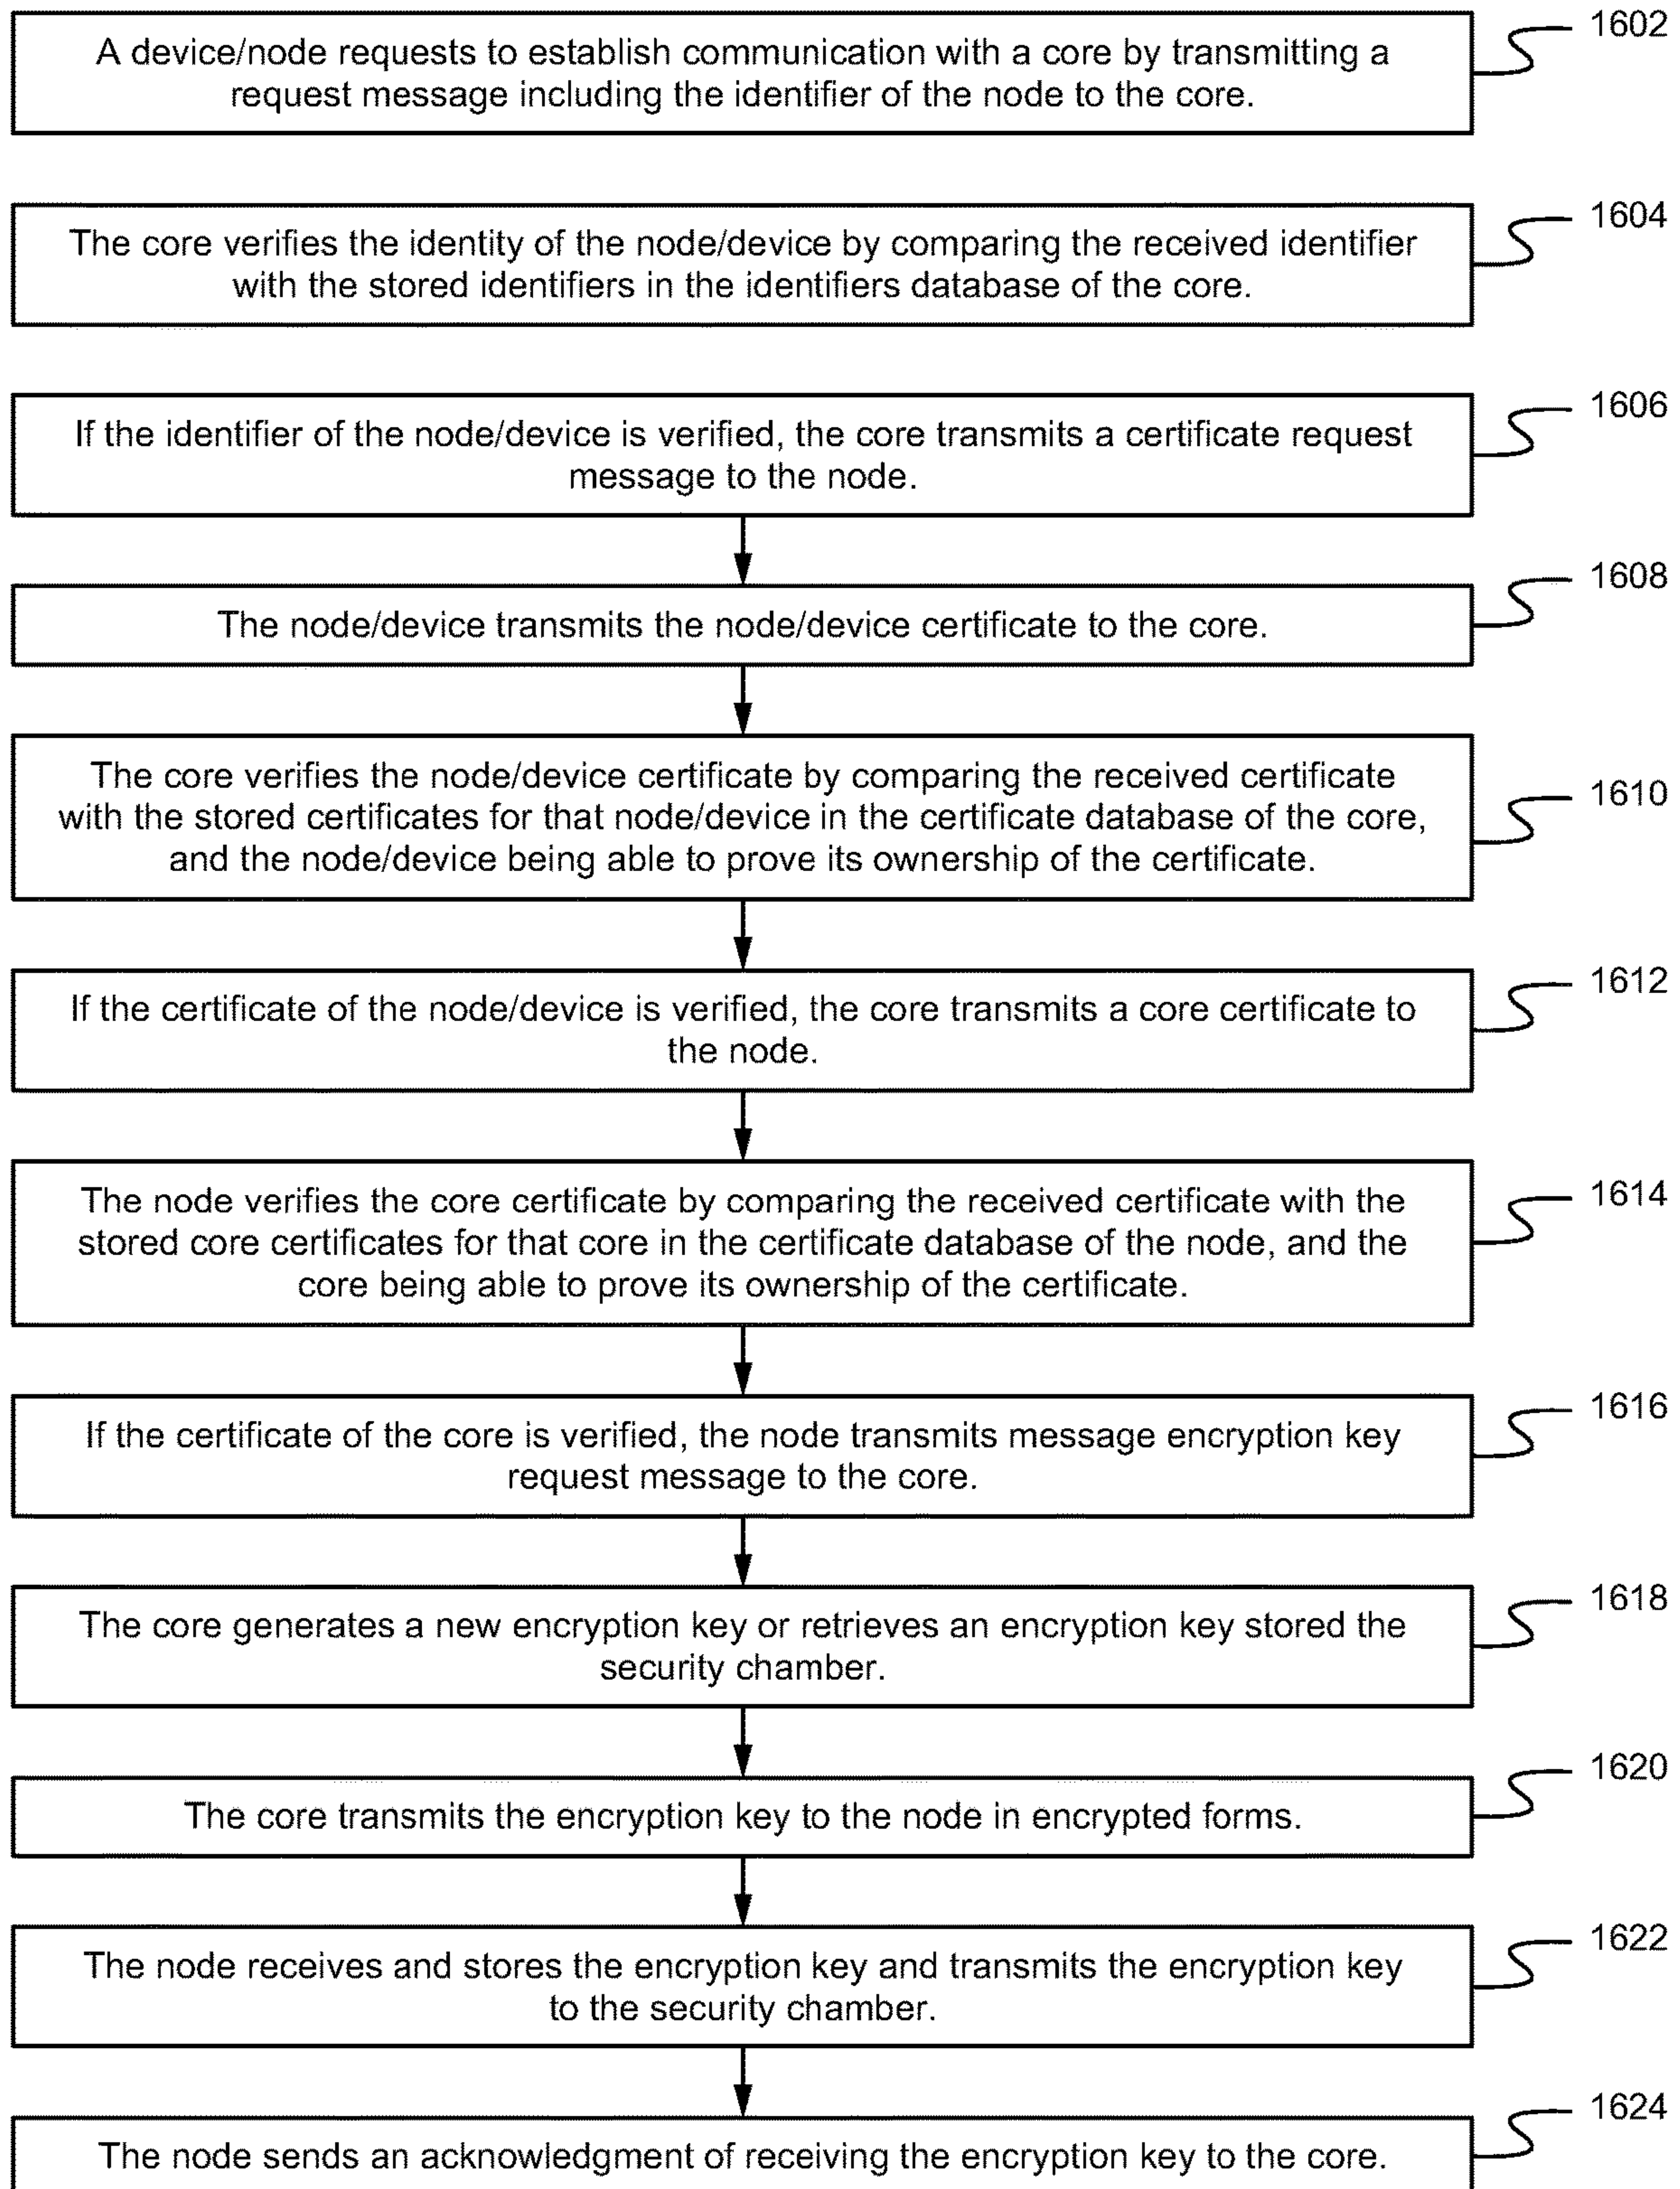 A device/node requests to establish communication with a core by transmitting a
request message including the identifier of the node to the core.
1602
The core verifies the identity of the node/device by comparing the received identifier
with the stored identifiers in the identifiers database of the core.
1604
If the identifier of the node/device is verified, the core transmits a certificate request
message to the node.
1606
The node/device transmits the node/device certificate to the core.
1608
The core verifies the node/device certificate by comparing the received certificate
with the stored certificates for that node/device in the certificate database of the core,
and the node/device being able to prove its ownership of the certificate.
1610
If the certificate of the node/device is verified, the core transmits a core certificate to
the node.
1612
The node verifies the core certificate by comparing the received certificate with the
stored core certificates for that core in the certificate database of the node, and the
core being able to prove its ownership of the certificate.
1614
If the certificate of the core is verified, the node transmits message encryption key
request message to the core.
1616
The core generates a new encryption key or retrieves an encryption key stored the
security chamber.
1618
The core transmits the encryption key to the node in encrypted forms.
1620
The node receives and stores the encryption key and transmits the encryption key
to the security chamber.
1622
The node sends an acknowledgment of receiving the encryption key to the core.
1624